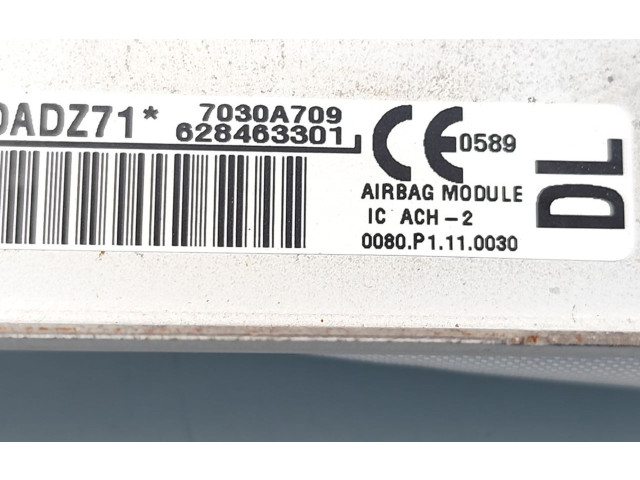 DADZ71* 7030A709
628463301
CE 0589
AIRBAG MODULE
IC ACH-2
0080.P1.11.0030
DL